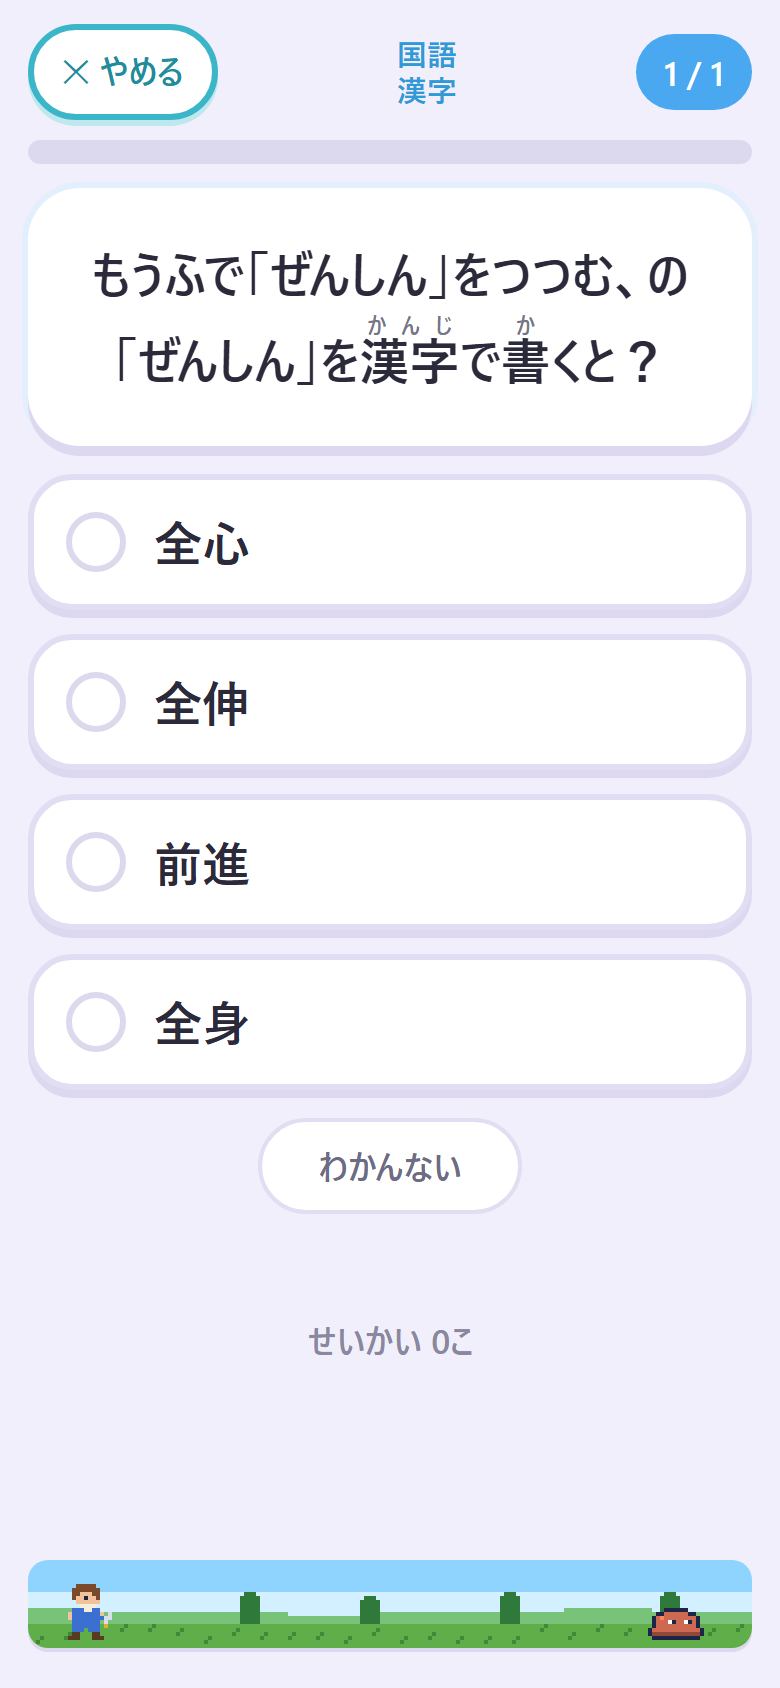 × やめる
国語
漢字
1 / 1
もうふで「ぜんしん」をつつむ、の
かんじ か
「ぜんしん」を漢字で書くと？
全心
全伸
前進
全身
わかんない
せいかい 0こ